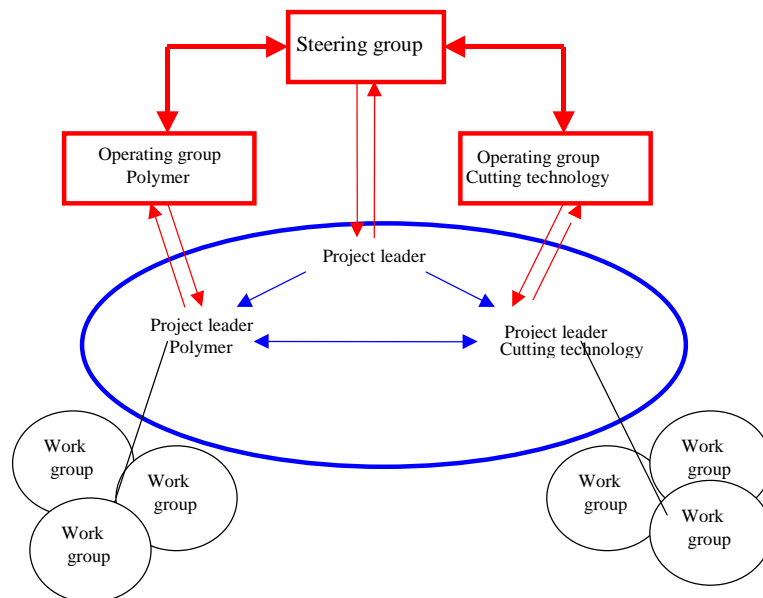 Steering group
Operating group
Polymer
Operating group
Cutting technology
Project leader
Project leader
Polymer
Project leader
Cutting technology
Work
group
Work
group
Work
group
Work
group
Work
group
Work
group